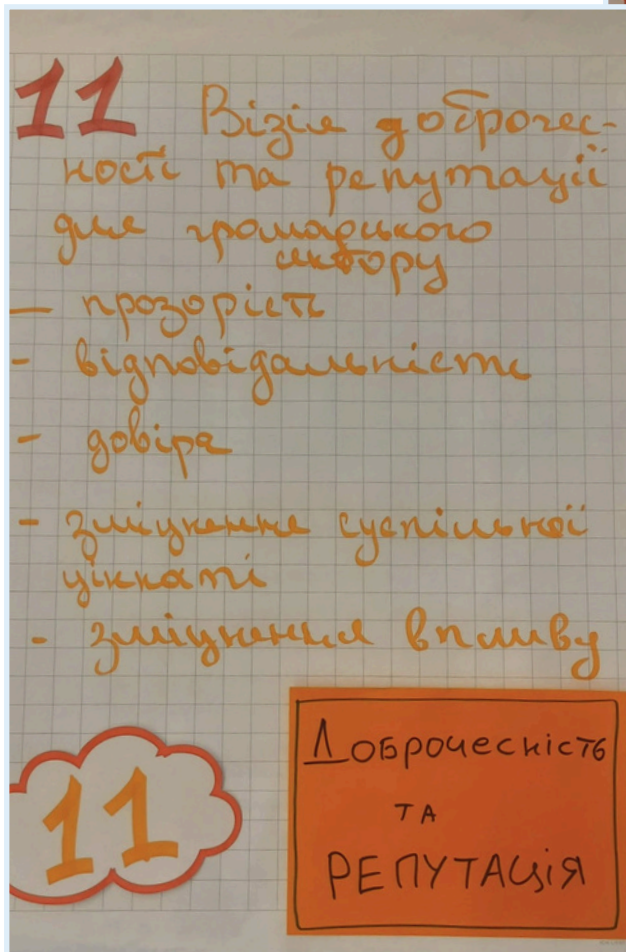 11 Візія доброчес-
ності та репутації
для громадського
сектору
— прозорість
- відповідальність
- довіра
- зміцнення суспільної
- зміцнення впливу
11
Доброчесність
ТА
РЕПУТАЦІЯ